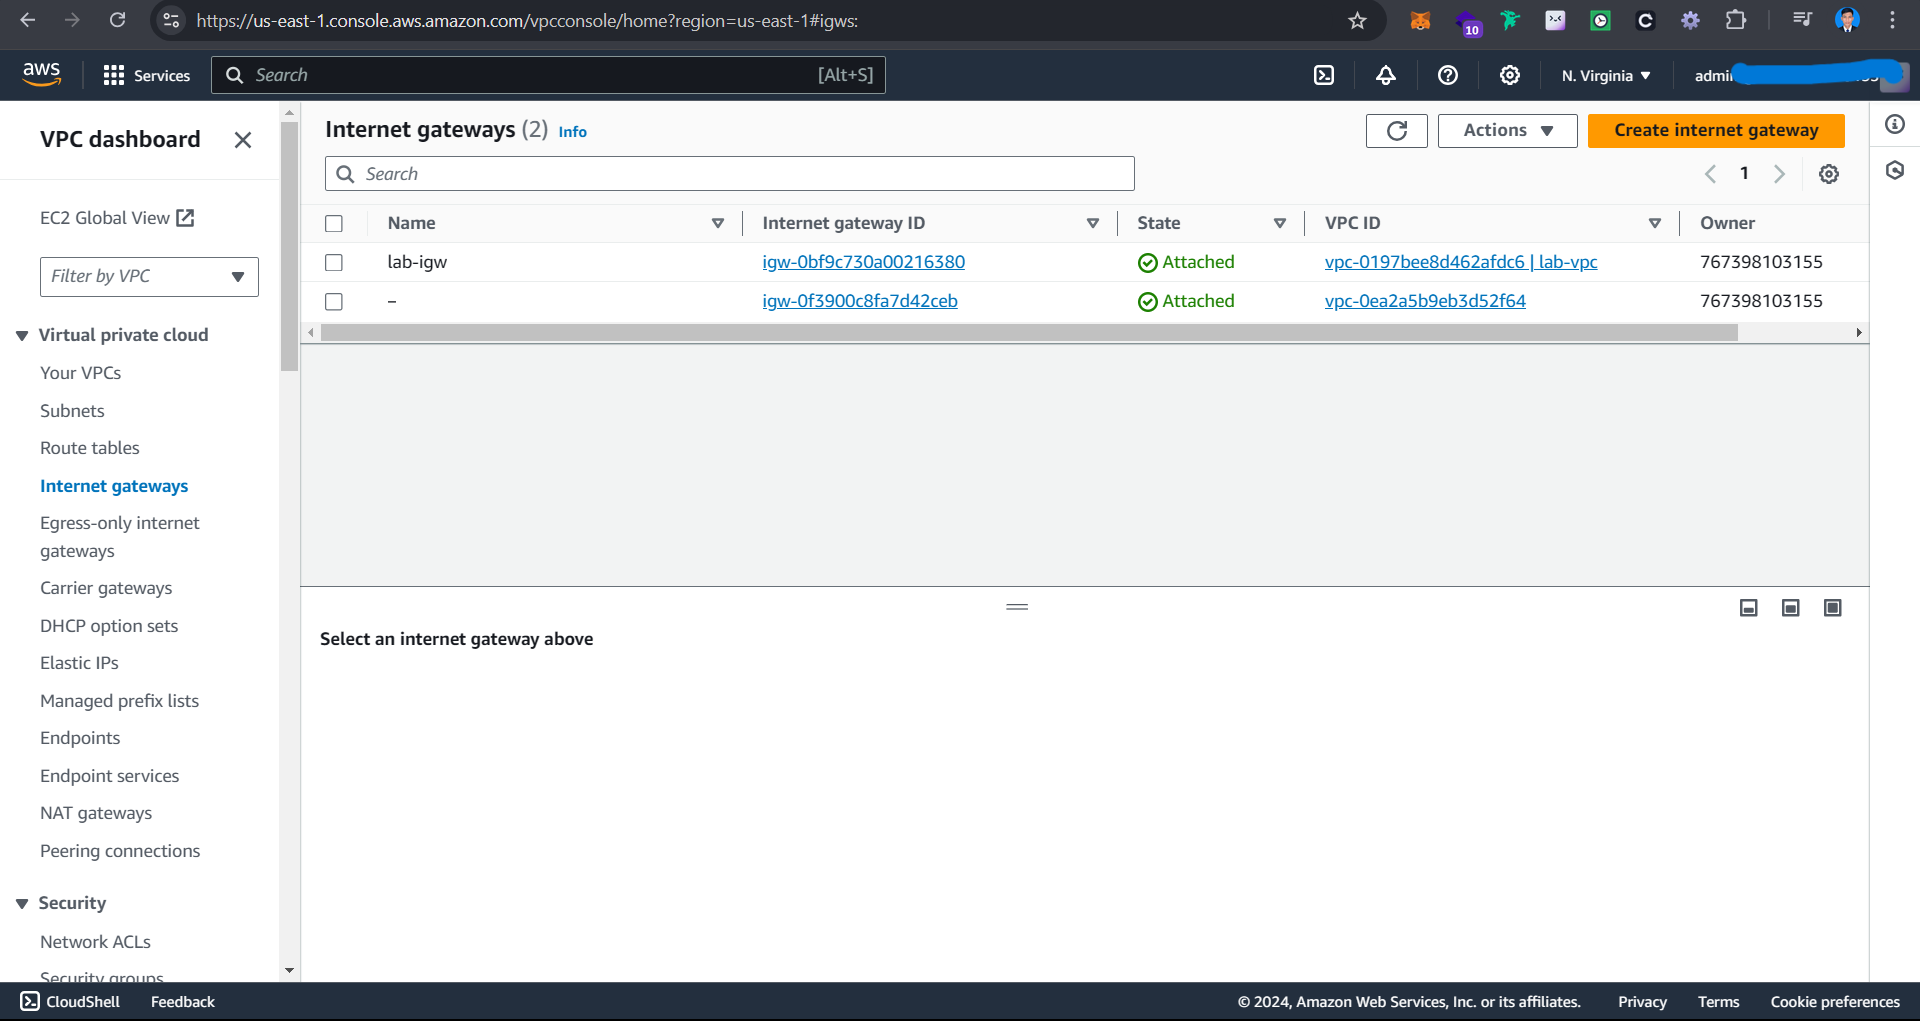 https://us-east-1.console.aws.amazon.com/vpcconsole/home?region=us-east-1#igws:
10
aws
Services
Search
[Alt+S]
N. Virginia
VPC dashboard
EC2 Global View
Filter by VPC
Virtual private cloud
Your VPCs
Subnets
Route tables
Internet gateways
Egress-only internet
gateways
Carrier gateways
DHCP option sets
Elastic IPs
Managed prefix lists
Endpoints
Endpoint services
NAT gateways
Peering connections
Security
Network ACLs
Security groups
Internet gateways (2) Info
Actions
Create internet gateway
Search
1
Name Internet gateway ID State VPC ID Owner
lab-igw igw-0bf9c730a00216380 Attached vpc-0197bee8d462afdc6 | lab-vpc 767398103155
– igw-0f3900c8fa7d42ceb Attached vpc-0ea2a5b9eb3d52f64 767398103155
Select an internet gateway above
CloudShell Feedback © 2024, Amazon Web Services, Inc. or its affiliates. Privacy Terms Cookie preferences